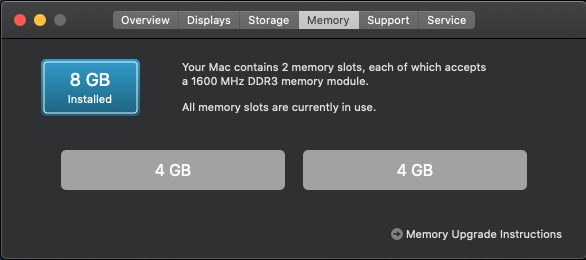 Overview Displays Storage Memory Support Service
8 GB
Installed
Your Mac contains 2 memory slots, each of which accepts
a 1600 MHz DDR3 memory module.
All memory slots are currently in use.
4 GB
4 GB
Memory Upgrade Instructions